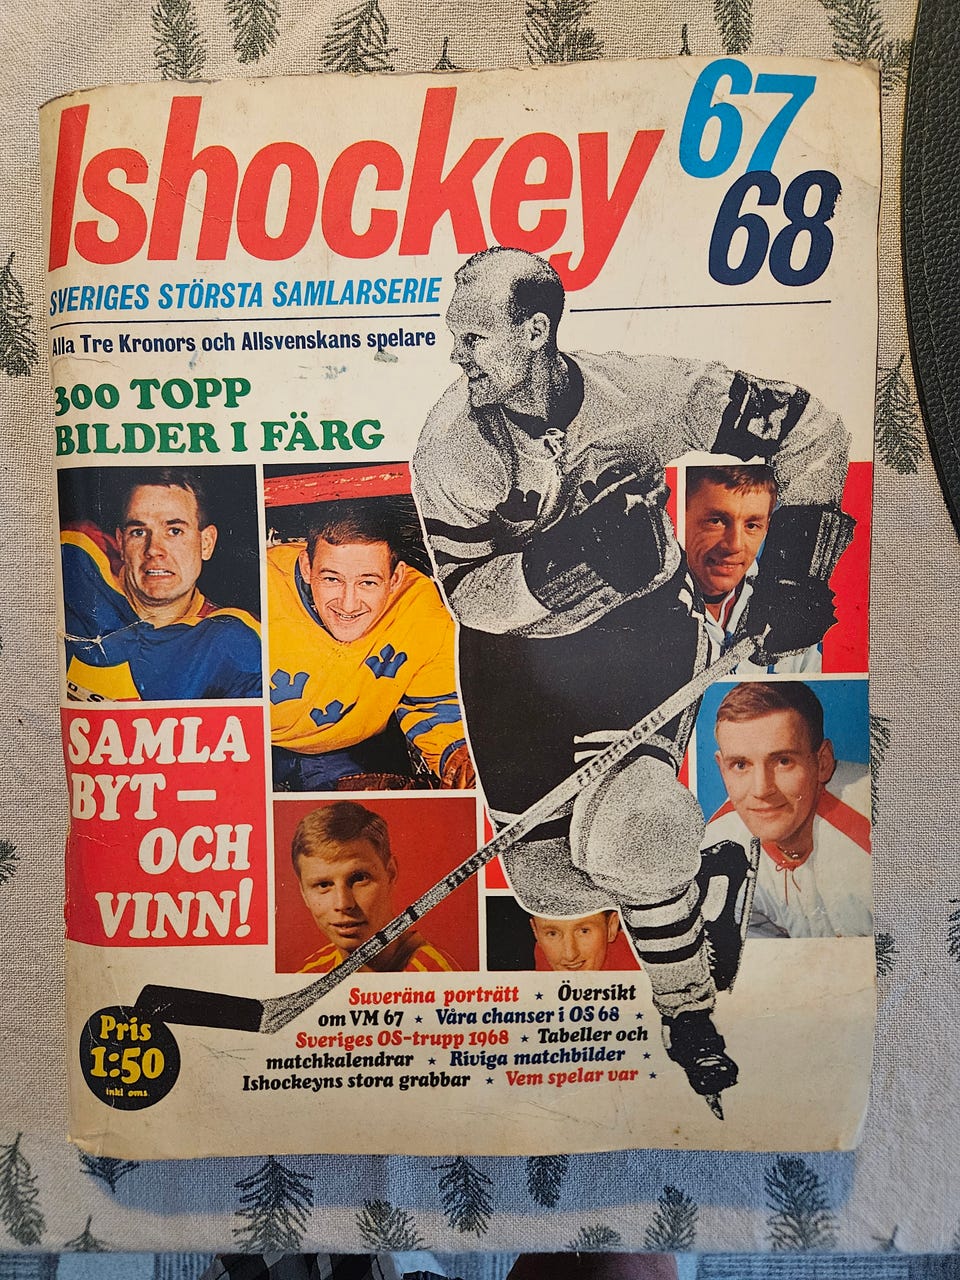 Ishockey
67
68
SVERIGES STÖRSTA SAMLARSERIE
Alla Tre Kronors och Allsvenskans spelare
300 TOPP
BILDER I FÄRG
SAMLA
BYT –
OCH
VINN!
PROFESSIONAL
Suveräna porträtt ★ Översikt
om VM 67 ★ Våra chanser i OS 68 ★
Sveriges OS-trupp 1968 ★ Tabeller och
matchkalendrar ★ Riviga matchbilder ★
Ishockeyns stora grabbar ★ Vem spelar var ★
Pris
1:50
inkl oms